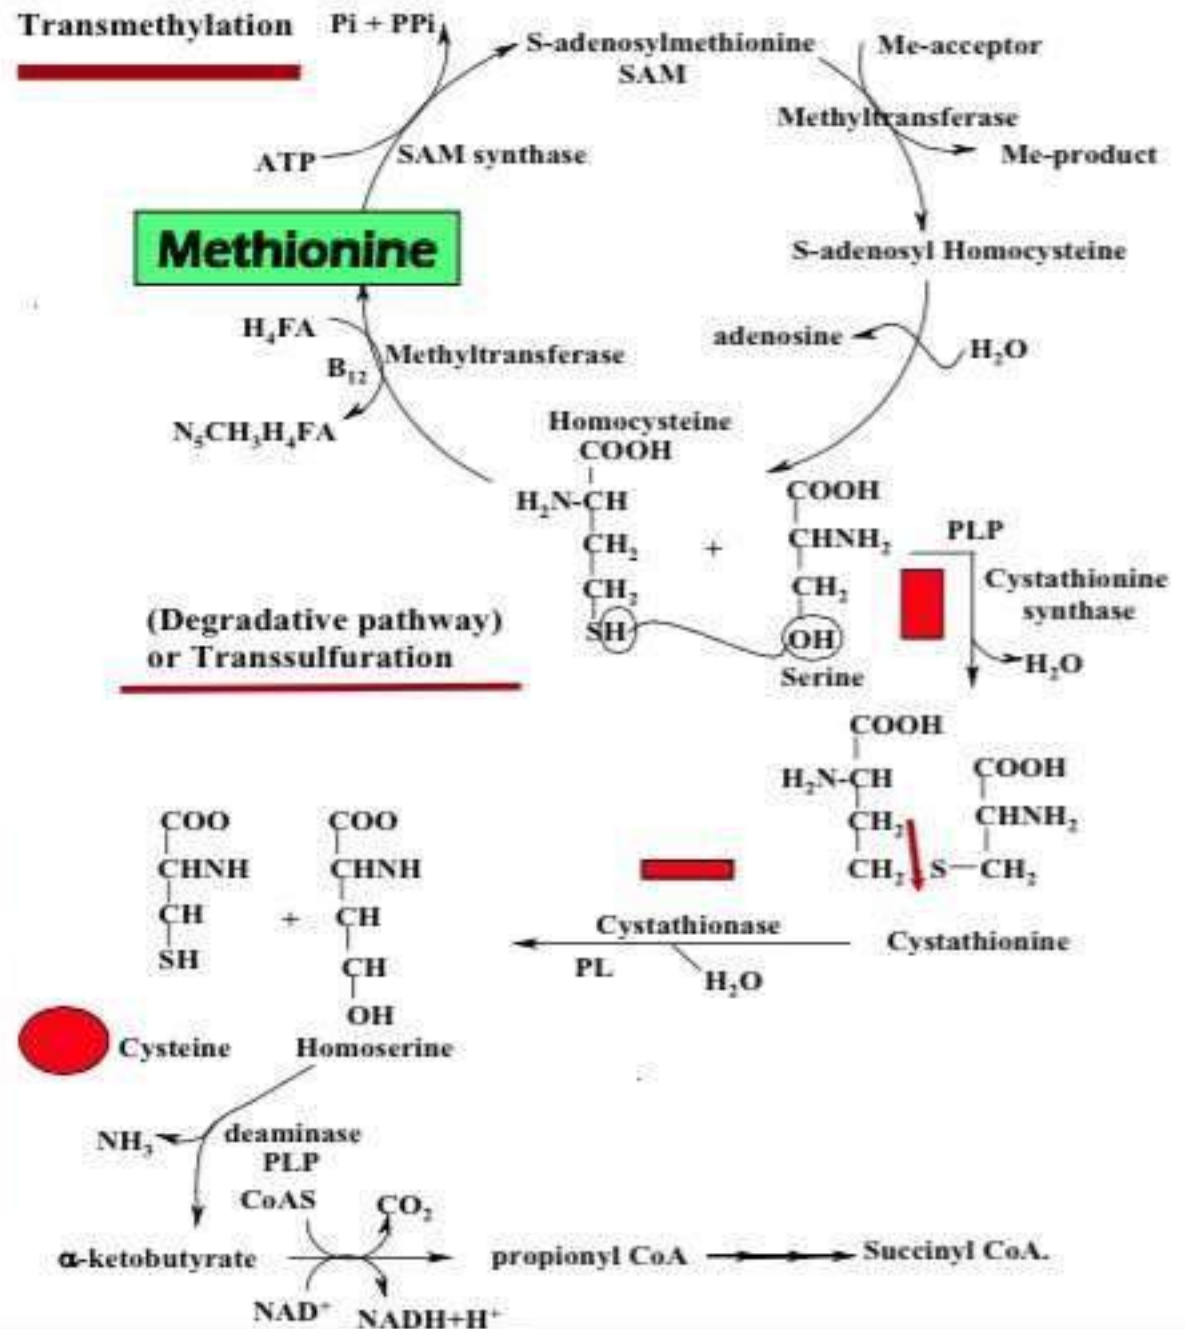 Transmethylation
Pi + PPi
S-adenosylmethionine
SAM
Me-acceptor
Methyltransferase
Me-product
ATP
SAM synthase
Methionine
S-adenosyl Homocysteine
H₄FA
adenosine
H₂O
Methyltransferase
B₁₂
N₅CH₃H₄FA
Homocysteine
COOH
H₂N-CH
CH₂
CH₂
SH
+
COOH
CHNH₂
CH₂
OH
Serine
PLP
Cystathionine
synthase
H₂O
(Degradative pathway)
or Transsulfuration
COOH
H₂N-CH
CH₂
CH₂
S-CH₂
COOH
CHNH₂
Cystathionine
Cystathionase
PL
H₂O
COO
CHNH
CH
SH
+
COO
CHNH
CH
CH
OH
Cysteine
Homoserine
NH₃
deaminase
PLP
CoAS
CO₂
α-ketobutyrate
propionyl CoA
Succinyl CoA.
NAD⁺
NADH+H⁺